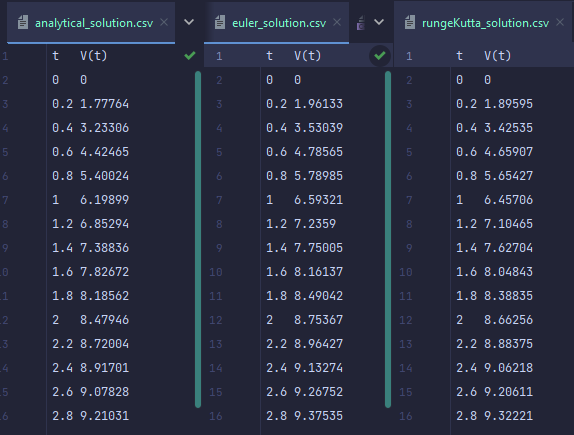 analytical_solution.csv
1 t V(t)
2 0 0
3 0.2 1.77764
4 0.4 3.23306
5 0.6 4.42465
6 0.8 5.40024
7 1 6.19899
8 1.2 6.85294
9 1.4 7.38836
10 1.6 7.82672
11 1.8 8.18562
12 2 8.47946
13 2.2 8.72004
14 2.4 8.91701
15 2.6 9.07828
16 2.8 9.21031
euler_solution.csv
1 t V(t)
2 0 0
3 0.2 1.96133
4 0.4 3.53039
5 0.6 4.78565
6 0.8 5.78985
7 1 6.59321
8 1.2 7.2359
9 1.4 7.75005
10 1.6 8.16137
11 1.8 8.49042
12 2 8.75367
13 2.2 8.96427
14 2.4 9.13274
15 2.6 9.26752
16 2.8 9.37535
rungeKutta_solution.csv
1 t V(t)
2 0 0
3 0.2 1.89595
4 0.4 3.42535
5 0.6 4.65907
6 0.8 5.65427
7 1 6.45706
8 1.2 7.10465
9 1.4 7.62704
10 1.6 8.04843
11 1.8 8.38835
12 2 8.66256
13 2.2 8.88375
14 2.4 9.06218
15 2.6 9.20611
16 2.8 9.32221